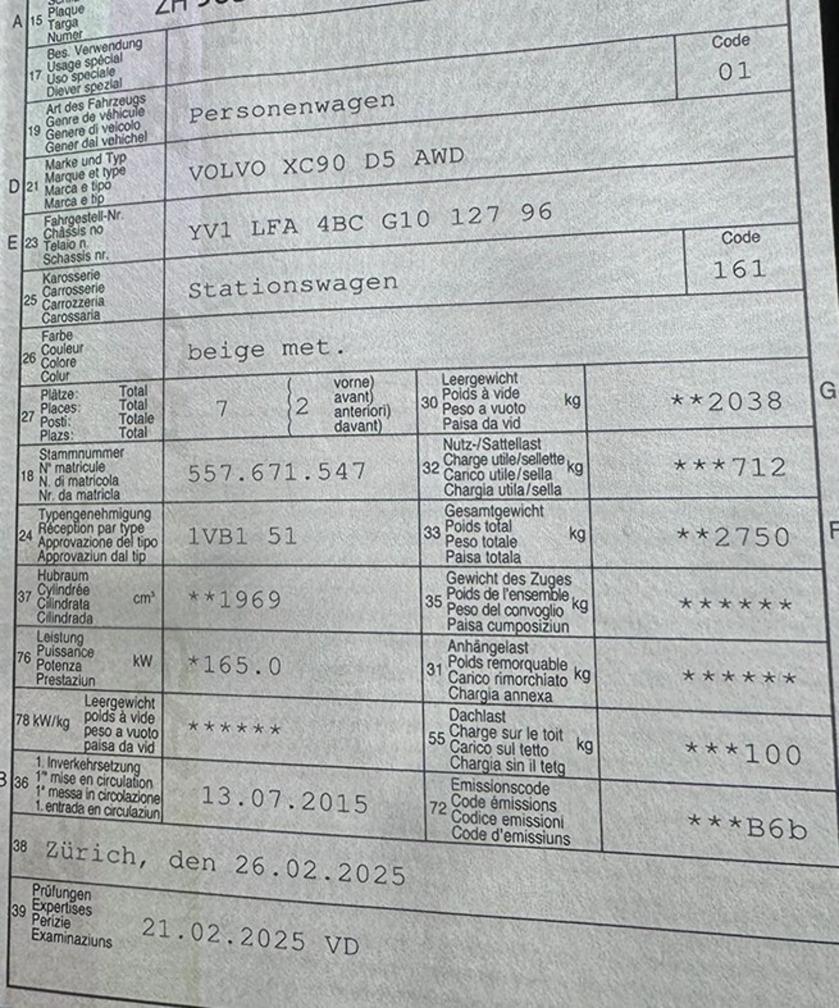 A 15 Plaque
Targa
Numer
ZH
17 Bes. Verwendung
Usage spécial
Uso speciale
Diever spezial
Code
01
19 Art des Fahrzeugs
Genre de véhicule
Genere di veicolo
Gener dal vehichel
Personenwagen
D 21 Marke und Typ
Marque et type
Marca e tipo
Marca e tip
VOLVO XC90 D5 AWD
E 23 Fahrgestell-Nr.
Châssis no
Telaio n.
Schassis nr.
YV1 LFA 4BC G10 127 96
25 Karosserie
Carrosserie
Carrozzeria
Carossaria
Stationswagen
Code
161
26 Farbe
Couleur
Colore
Colur
beige met.
27 Plätze: Total
Places: Total
Posti: Totale
Plazs: Total
7 (2 vorne)
avant)
anteriori)
davant)
30 Leergewicht
Poids à vide kg
Peso a vuoto
Paisa da vid
**2038
G
18 Stammnummer
N° matricule
N. di matricola
Nr. da matricla
557.671.547
32 Nutz-/Sattellast
Charge utile/sellette kg
Carico utile/sella
Chargia utila/sella
***712
24 Typengenehmigung
Réception par type
Approvazione del tipo
Approvaziun dal tip
1VB1 51
33 Gesamtgewicht
Poids total kg
Peso totale
Paisa totala
**2750
F
37 Hubraum
Cylindrée cm³
Cilindrata
Cilindrada
**1969
35 Gewicht des Zuges
Poids de l'ensemble kg
Peso del convoglio
Paisa cumposiziun
******
76 Leistung
Puissance kW
Potenza
Prestaziun
*165.0
31 Anhängelast
Poids remorquable kg
Carico rimorchiato
Chargia annexa
******
78 kW/kg Leergewicht
poids à vide
peso a vuoto
paisa da vid
******
55 Dachlast
Charge sur le toit kg
Carico sul tetto
Chargia sin il tetg
***100
B 36 1. Inverkehrsetzung
1re mise en circulation
1a messa in circolazione
1. entrada en circulaziun
13.07.2015
72 Emissionscode
Code émissions
Codice emissioni
Code d'emissiuns
***B6b
38 Zürich, den 26.02.2025
39 Prüfungen
Expertises
Perizie
Examinaziuns
21.02.2025 VD